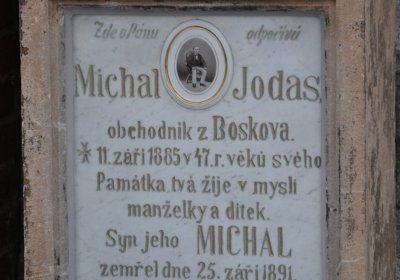 Zde v Pánu odpočívá
Michal Jodas,
obchodník z Boskova.
* 11. září 1885 v 47. r. věků svého
Památka tvá žije v mysli
manželky a dítek.
Syn jeho MICHAL
zemřel dne 25. září 1891.